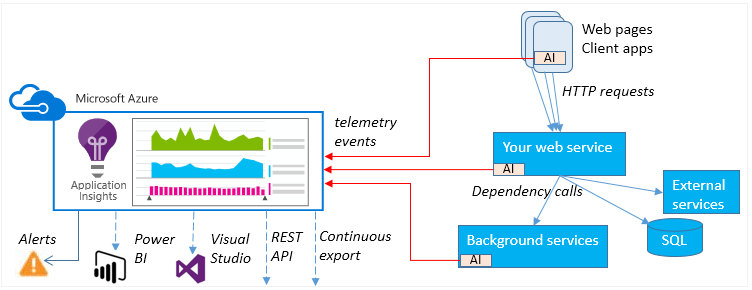 Web pages
Client apps
AI
HTTP requests
Microsoft Azure
telemetry
events
Application
Insights
Your web service
AI
Dependency calls
External
services
SQL
Background services
AI
Alerts
Power
BI
Visual
Studio
REST
API
Continuous
export